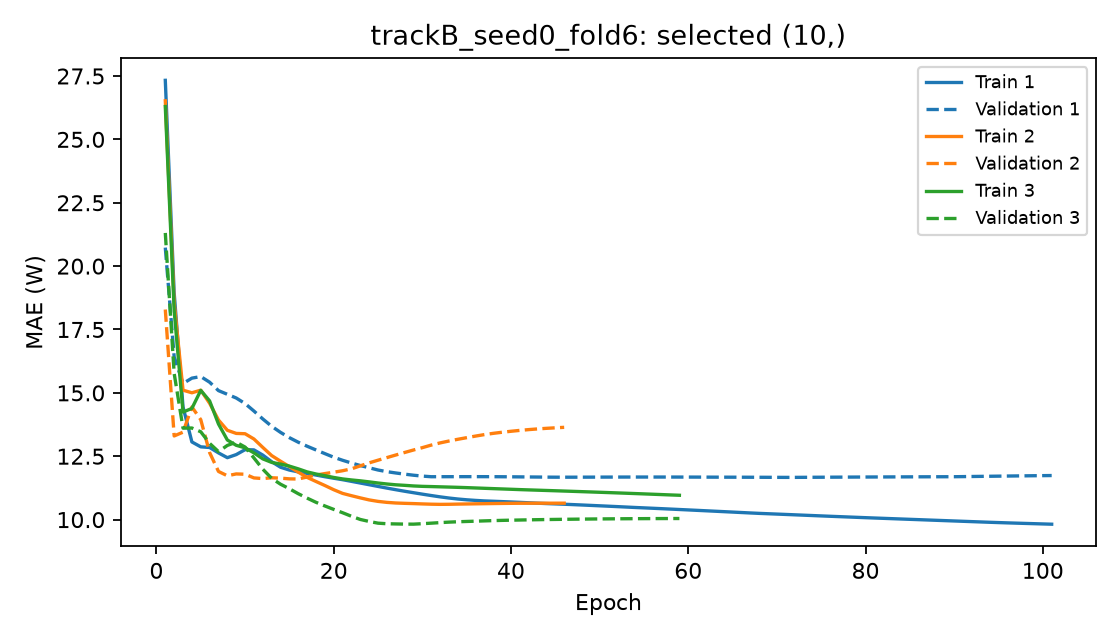 trackB_seed0_fold6: selected (10,)
27.5
25.0
22.5
20.0
17.5
15.0
12.5
10.0
MAE (W)
Train 1
Validation 1
Train 2
Validation 2
Train 3
Validation 3
0 20 40 60 80 100
Epoch